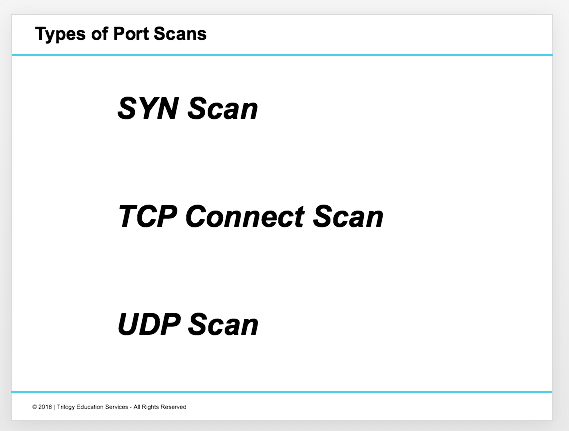 Types of Port Scans
SYN Scan
TCP Connect Scan
UDP Scan
© 2018 | Trilogy Education Services - All Rights Reserved